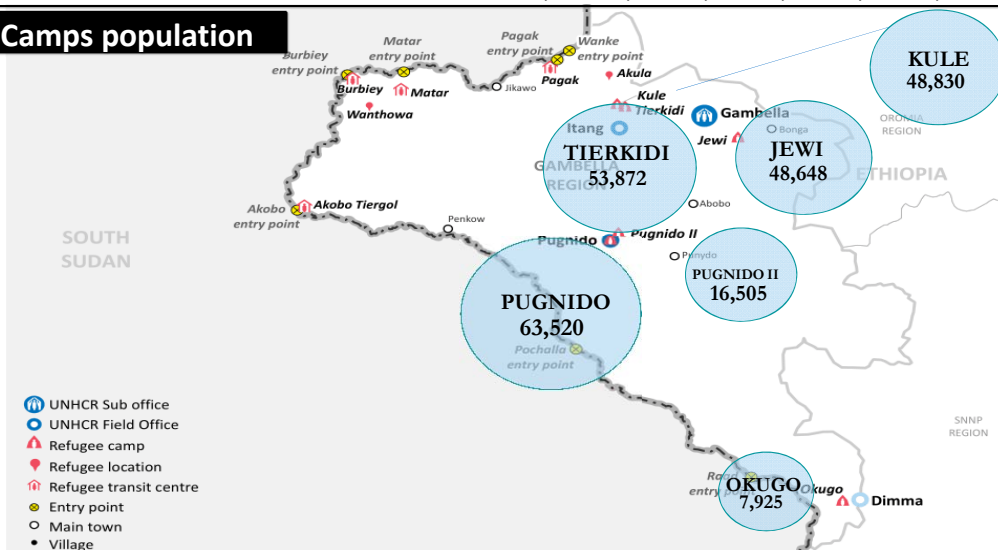 Camps population
Burbiey
entry point
Matar
entry point
Pagak
entry point
Wanke
entry point
Burbiey
Matar
Wanthowa
Jikawo
Pagak
Akula
Kule
Tierkidi
Itang
Gambella
Jewi
Bonga
KULE
48,830
OROMIA
REGION
TIERKIDI
53,872
GAMBELLA
REGION
JEWI
48,648
ETHIOPIA
Akobo
entry point
Akobo Tiergol
Penkow
Abobo
SOUTH
SUDAN
Pugnido
Pugnido II
Punydo
PUGNIDO II
16,505
PUGNIDO
63,520
Pochalla
entry point
SNNP
REGION
Raad
entry point
OKUGO
7,925
Okugo
Dimma
UNHCR Sub office
UNHCR Field Office
Refugee camp
Refugee location
Refugee transit centre
Entry point
Main town
Village